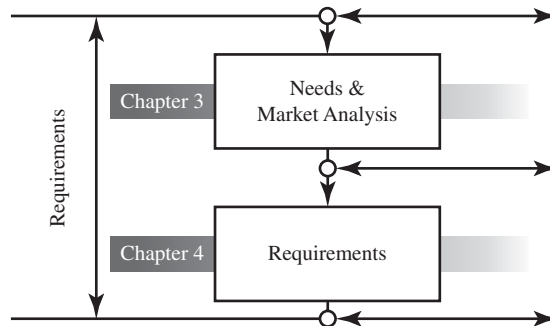 Requirements
Chapter 3
Needs &
Market Analysis
Chapter 4
Requirements